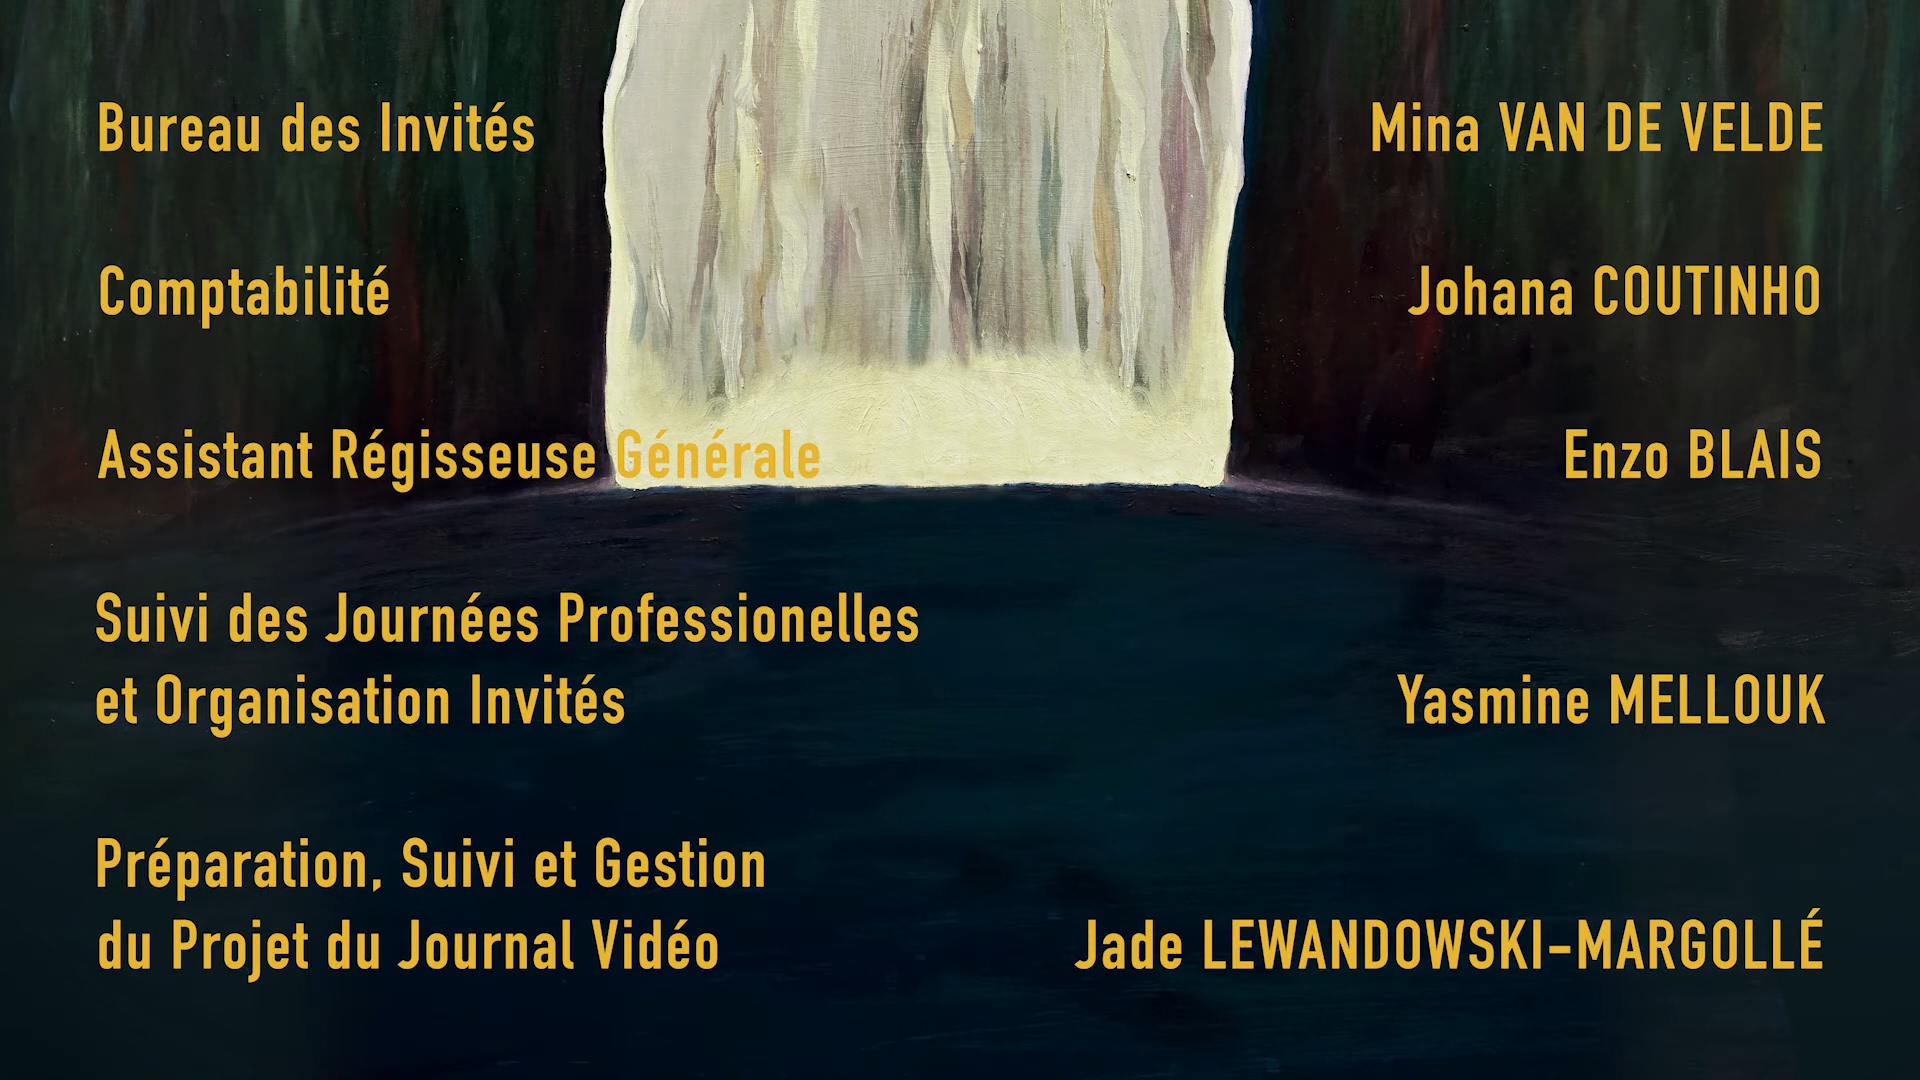 Bureau des Invités Mina VAN DE VELDE
Comptabilité Johana COUTINHO
Assistant Régisseuse Générale Enzo BLAIS
Suivi des Journées Professionelles
et Organisation Invités Yasmine MELLOUK
Préparation, Suivi et Gestion
du Projet du Journal Vidéo Jade LEWANDOWSKI-MARGOLLÉ